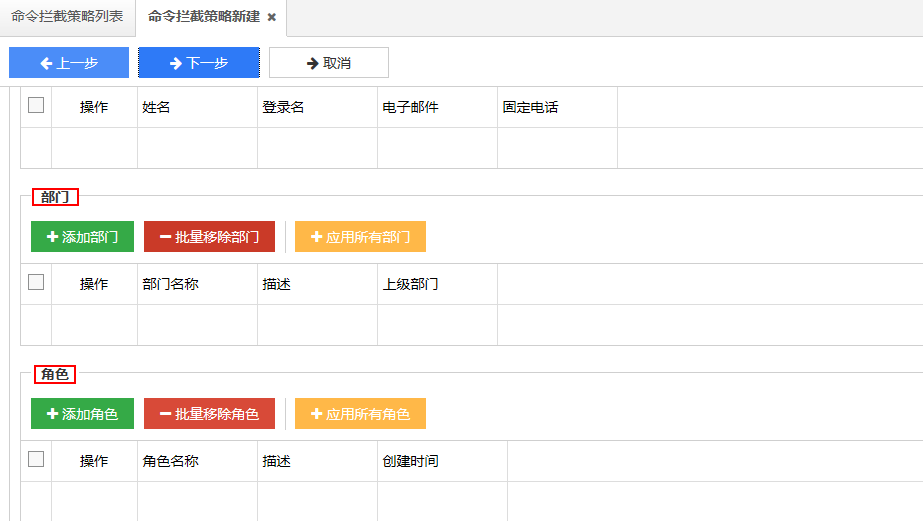 命令拦截策略列表 命令拦截策略新建
上一步 下一步 取消
操作 姓名 登录名 电子邮件 固定电话
部门
添加部门 批量移除部门 应用所有部门
操作 部门名称 描述 上级部门
角色
添加角色 批量移除角色 应用所有角色
操作 角色名称 描述 创建时间